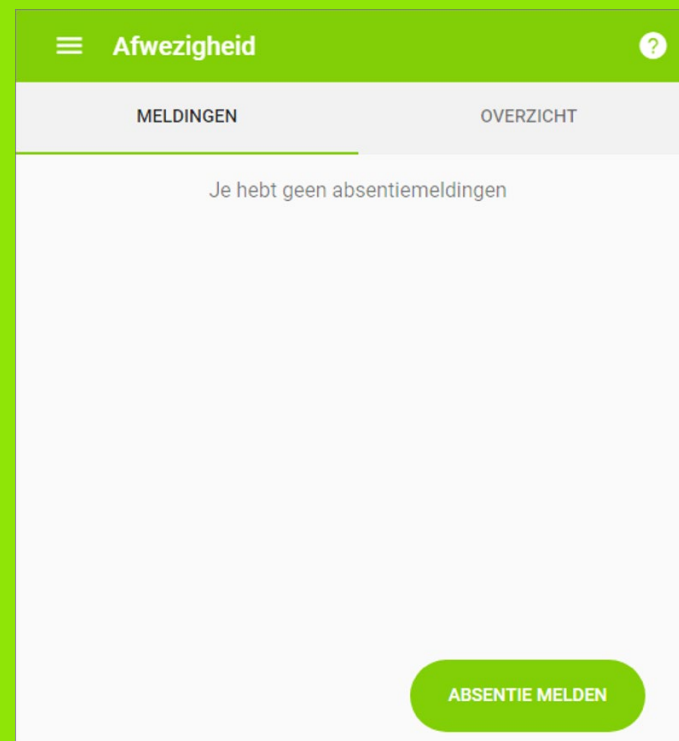 Afwezigheid
MELDINGEN
OVERZICHT
Je hebt geen absentiemeldingen
ABSENTIE MELDEN